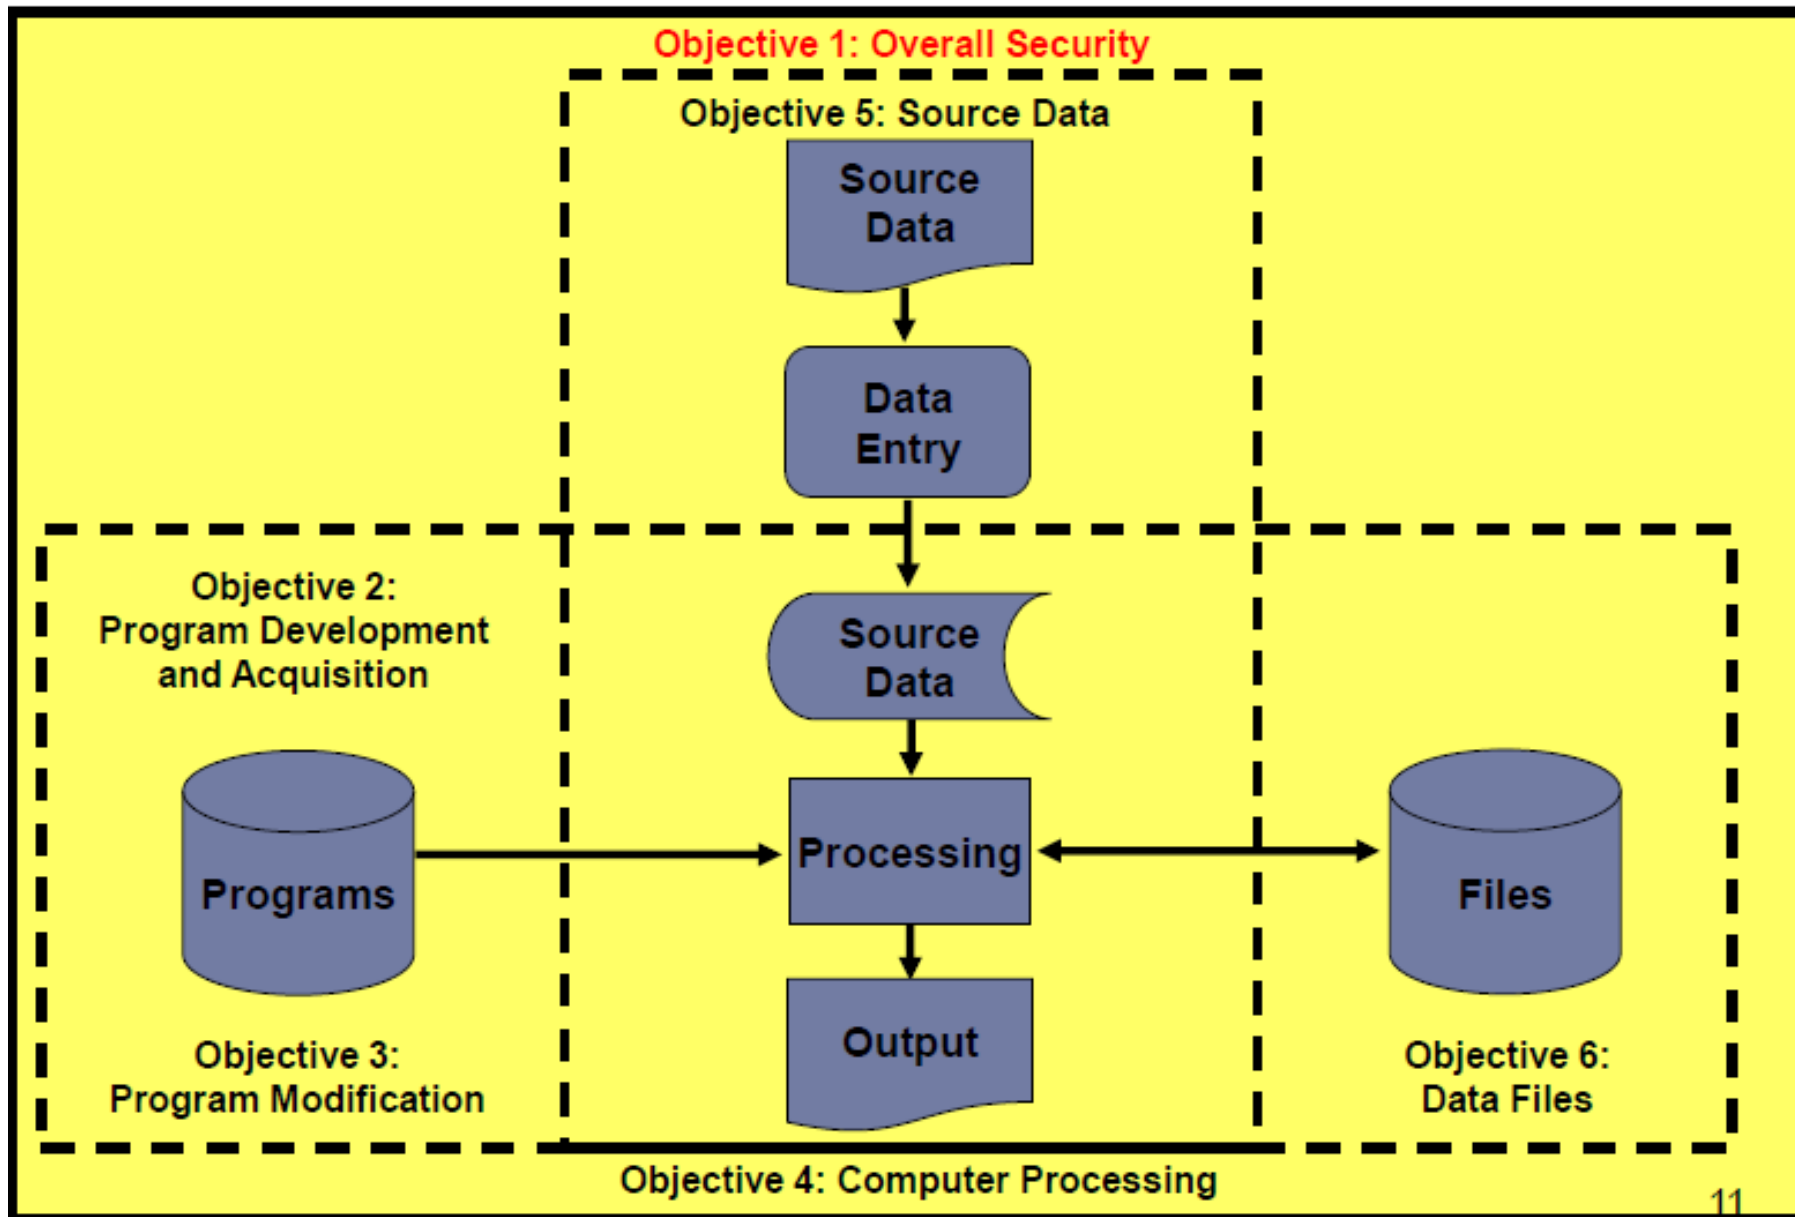 Objective 1: Overall Security
Objective 5: Source Data
Source
Data
Data
Entry
Objective 2:
Program Development
and Acquisition
Source
Data
Programs
Processing
Files
Output
Objective 3:
Program Modification
Objective 6:
Data Files
Objective 4: Computer Processing
11